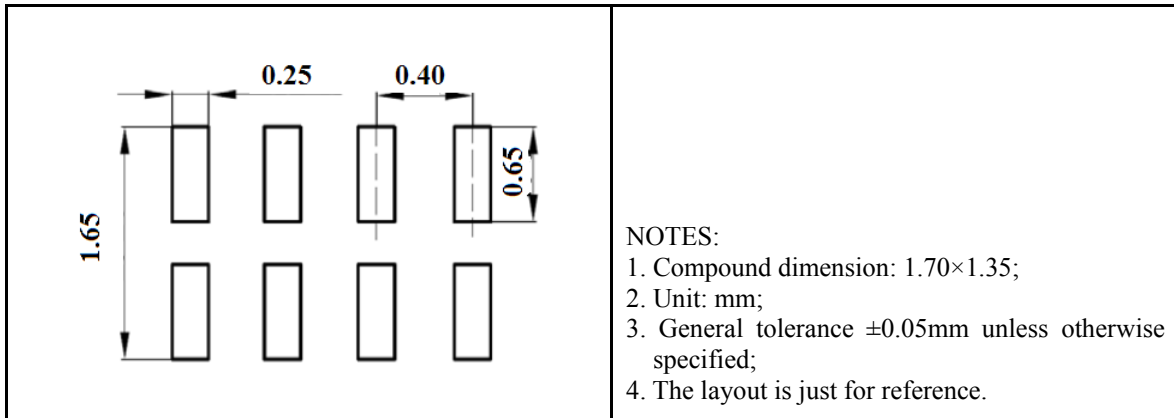 0.25
0.40
0.65
1.65
NOTES:
1. Compound dimension: 1.70×1.35;
2. Unit: mm;
3. General tolerance ±0.05mm unless otherwise
specified;
4. The layout is just for reference.